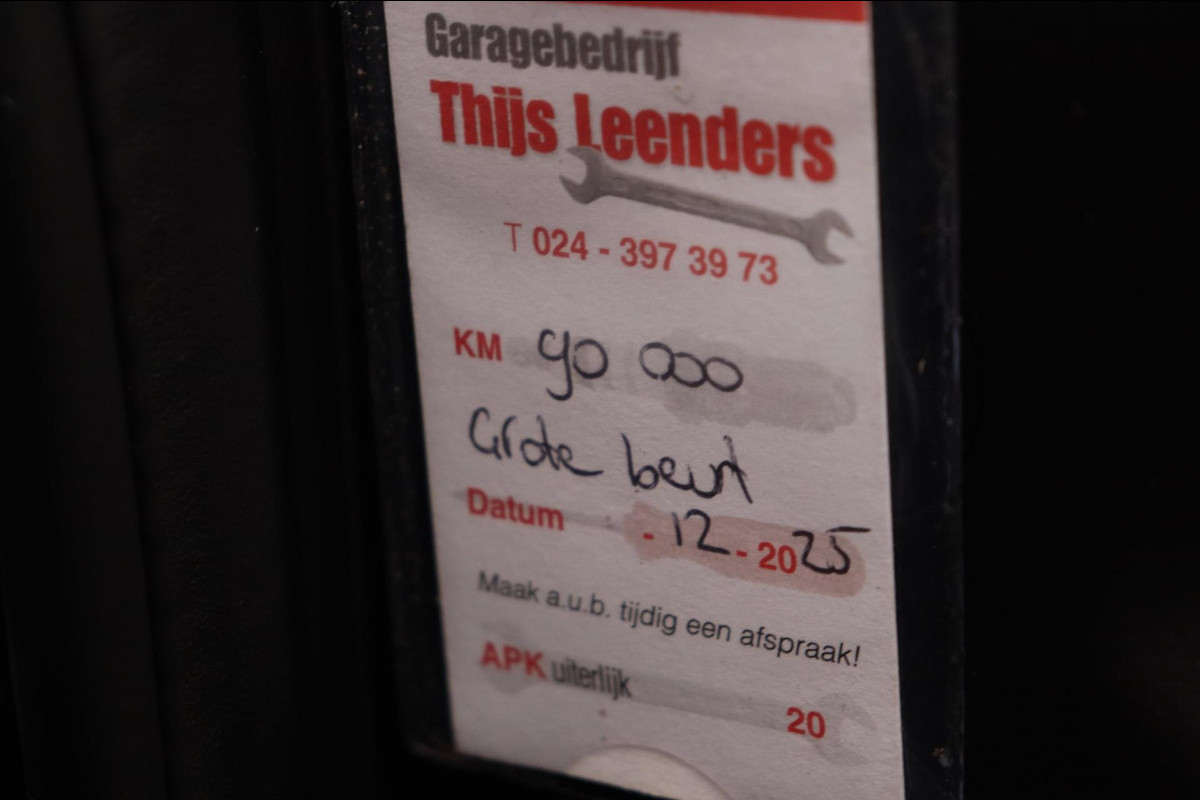 Garagebedrijf
Thijs Leenders
T 024 - 397 39 73
KM 90 000
Grote beurt
Datum - 12 - 2025
Maak a.u.b. tijdig een afspraak!
APK uiterlijk 20